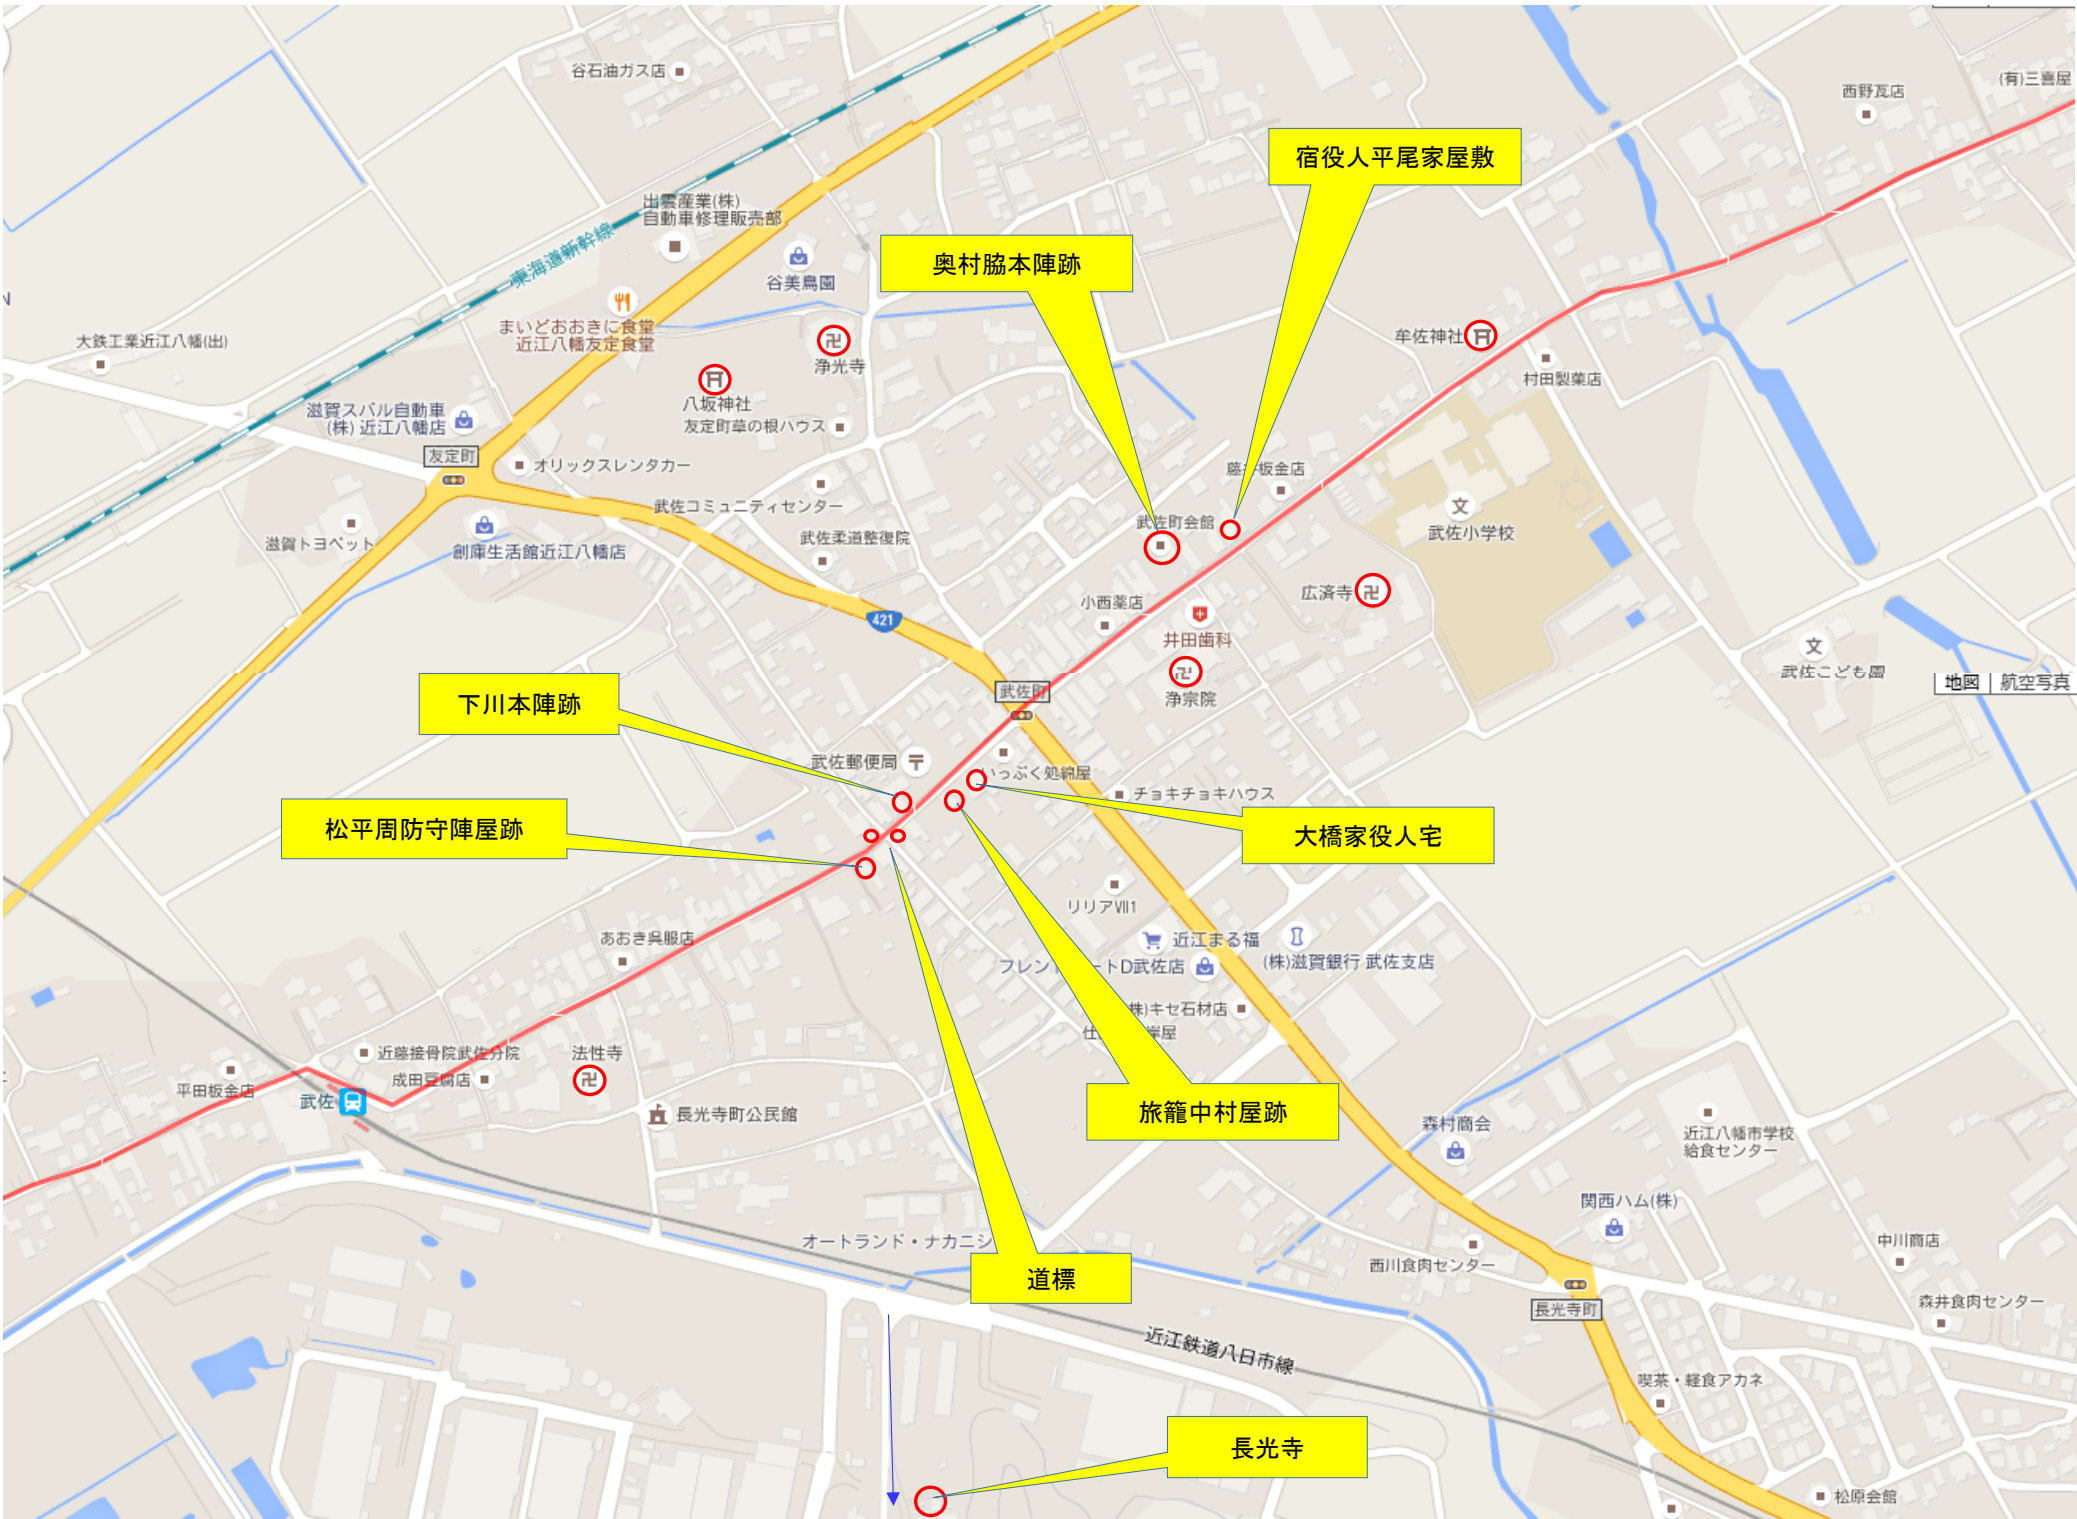 谷石油ガス店
西野瓦店
(有)三喜屋
宿役人平尾家屋敷
出雲産業(株)
自動車修理販売部
東海道新幹線
奥村脇本陣跡
谷美鳥園
まいどおおきに食堂
近江八幡友定食堂
大鉄工業近江八幡(出)
浄光寺
牟佐神社
村田製菓店
八坂神社
友定町草の根ハウス
滋賀スバル自動車
(株) 近江八幡店
友定町
オリックスレンタカー
武佐コミュニティセンター
武佐町会館
武佐小学校
滋賀トヨペット
創庫生活館近江八幡店
武佐柔道整復院
広済寺
小西薬店
421
井田歯科
武佐こども園
地図
航空写真
浄宗院
武佐町
下川本陣跡
武佐郵便局
いっぷく処綿屋
チョキチョキハウス
松平周防守陣屋跡
大橋家役人宅
リリアVII1
あおき呉服店
近江まる福
(株)滋賀銀行 武佐支店
D武佐店
株)キセ石材店
近藤接骨院武佐分院
法性寺
成田豆腐店
平田板金店
武佐
長光寺町公民館
旅籠中村屋跡
森村商会
近江八幡市学校
給食センター
関西ハム(株)
オートランド・ナカニシ
西川食肉センター
中川商店
道標
長光寺町
森井食肉センター
近江鉄道八日市線
喫茶・軽食アカネ
長光寺
松原会館